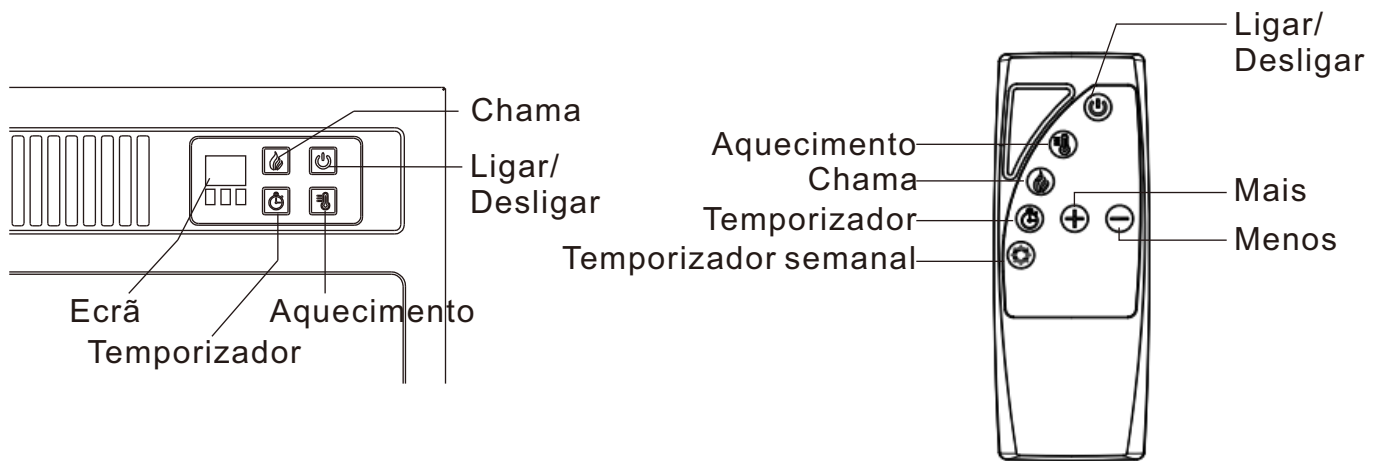 Chama
Ligar/
Desligar
Ecrã
Aquecimento
Temporizador
Ligar/
Desligar
Aquecimento
Chama
Temporizador
Temporizador semanal
Mais
Menos